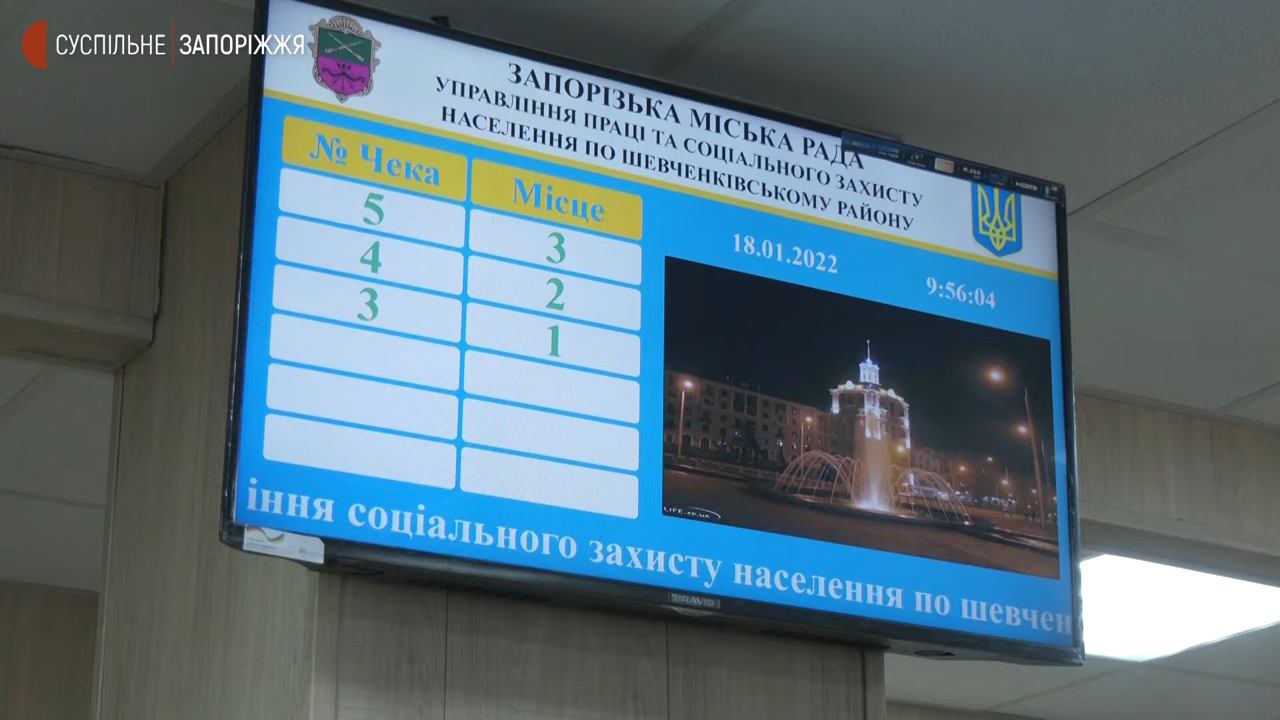 СУСПІЛЬНЕ ЗАПОРІЖЖЯ
ЗАПОРІЗЬКА МІСЬКА РАДА
УПРАВЛІННЯ ПРАЦІ ТА СОЦІАЛЬНОГО ЗАХИСТУ
НАСЕЛЕННЯ ПО ШЕВЧЕНКІВСЬКОМУ РАЙОНУ
№ Чека Місце
5 3
4 2
3 1
18.01.2022 9:56:04
LIFE.ZP.UA
іння соціального захисту населення по шевчен
BRAVIS